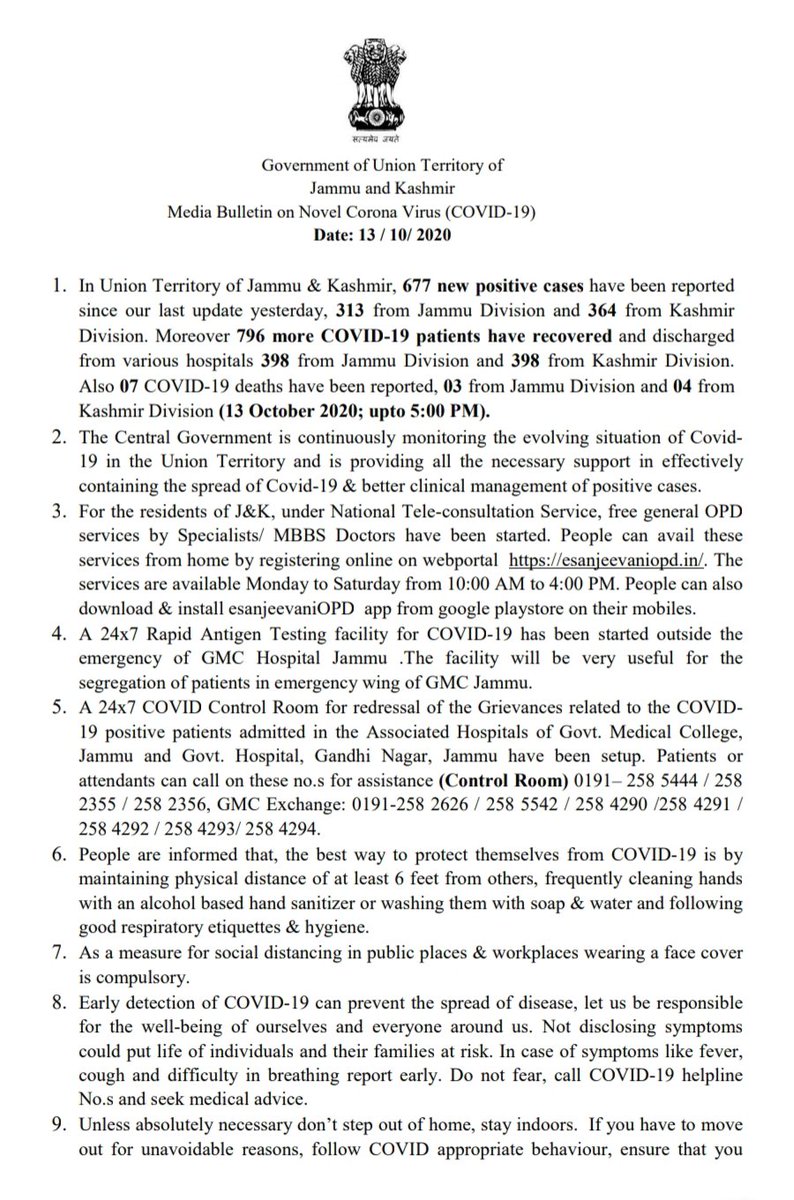 सत्यमेव जयते
Government of Union Territory of
Jammu and Kashmir
Media Bulletin on Novel Corona Virus (COVID-19)
Date: 13 / 10/ 2020
1. In Union Territory of Jammu & Kashmir, 677 new positive cases have been reported
since our last update yesterday, 313 from Jammu Division and 364 from Kashmir
Division. Moreover 796 more COVID-19 patients have recovered and discharged
from various hospitals 398 from Jammu Division and 398 from Kashmir Division.
Also 07 COVID-19 deaths have been reported, 03 from Jammu Division and 04 from
Kashmir Division (13 October 2020; upto 5:00 PM).
2. The Central Government is continuously monitoring the evolving situation of Covid-
19 in the Union Territory and is providing all the necessary support in effectively
containing the spread of Covid-19 & better clinical management of positive cases.
3. For the residents of J&K, under National Tele-consultation Service, free general OPD
services by Specialists/ MBBS Doctors have been started. People can avail these
services from home by registering online on webportal https://esanjeevaniopd.in/. The
services are available Monday to Saturday from 10:00 AM to 4:00 PM. People can also
download & install esanjeevaniOPD app from google playstore on their mobiles.
4. A 24x7 Rapid Antigen Testing facility for COVID-19 has been started outside the
emergency of GMC Hospital Jammu .The facility will be very useful for the
segregation of patients in emergency wing of GMC Jammu.
5. A 24x7 COVID Control Room for redressal of the Grievances related to the COVID-
19 positive patients admitted in the Associated Hospitals of Govt. Medical College,
Jammu and Govt. Hospital, Gandhi Nagar, Jammu have been setup. Patients or
attendants can call on these no.s for assistance (Control Room) 0191– 258 5444 / 258
2355 / 258 2356, GMC Exchange: 0191-258 2626 / 258 5542 / 258 4290 /258 4291 /
258 4292 / 258 4293/ 258 4294.
6. People are informed that, the best way to protect themselves from COVID-19 is by
maintaining physical distance of at least 6 feet from others, frequently cleaning hands
with an alcohol based hand sanitizer or washing them with soap & water and following
good respiratory etiquettes & hygiene.
7. As a measure for social distancing in public places & workplaces wearing a face cover
is compulsory.
8. Early detection of COVID-19 can prevent the spread of disease, let us be responsible
for the well-being of ourselves and everyone around us. Not disclosing symptoms
could put life of individuals and their families at risk. In case of symptoms like fever,
cough and difficulty in breathing report early. Do not fear, call COVID-19 helpline
No.s and seek medical advice.
9. Unless absolutely necessary don’t step out of home, stay indoors. If you have to move
out for unavoidable reasons, follow COVID appropriate behaviour, ensure that you